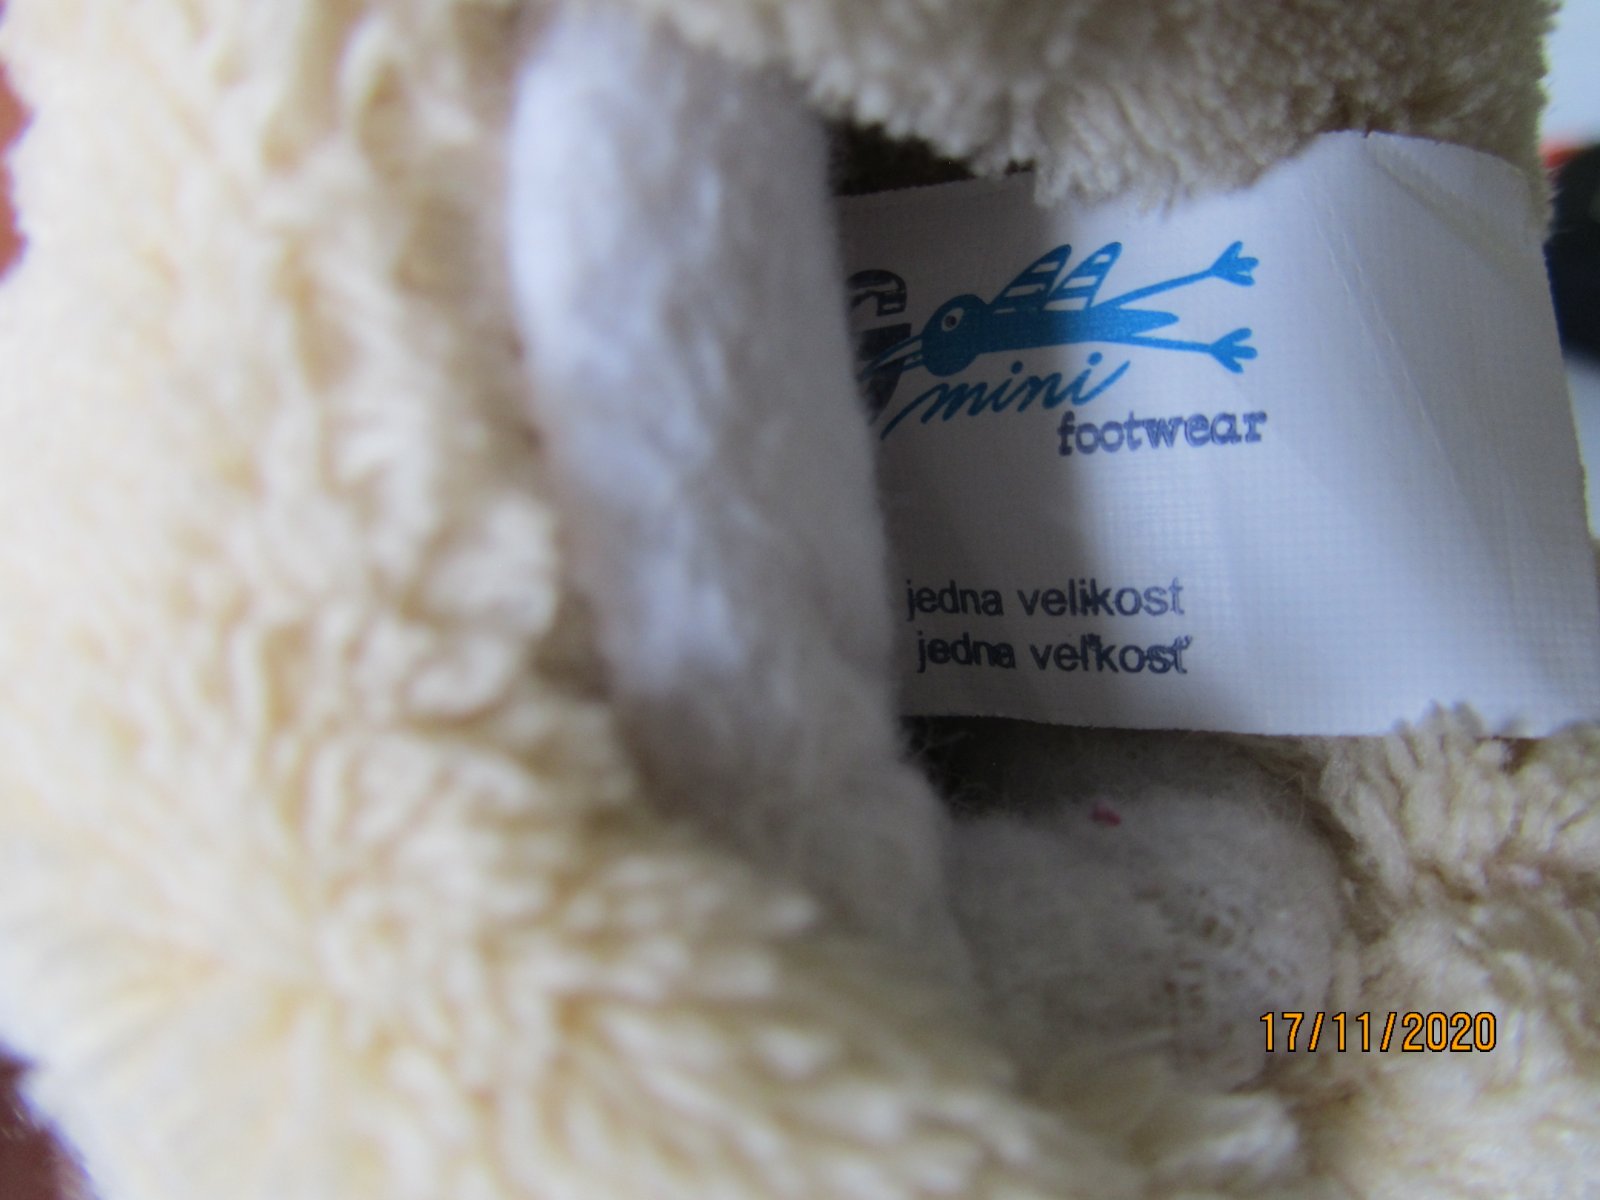 G
mini
footwear
jedna velikost
jedna veľkosť
17/11/2020